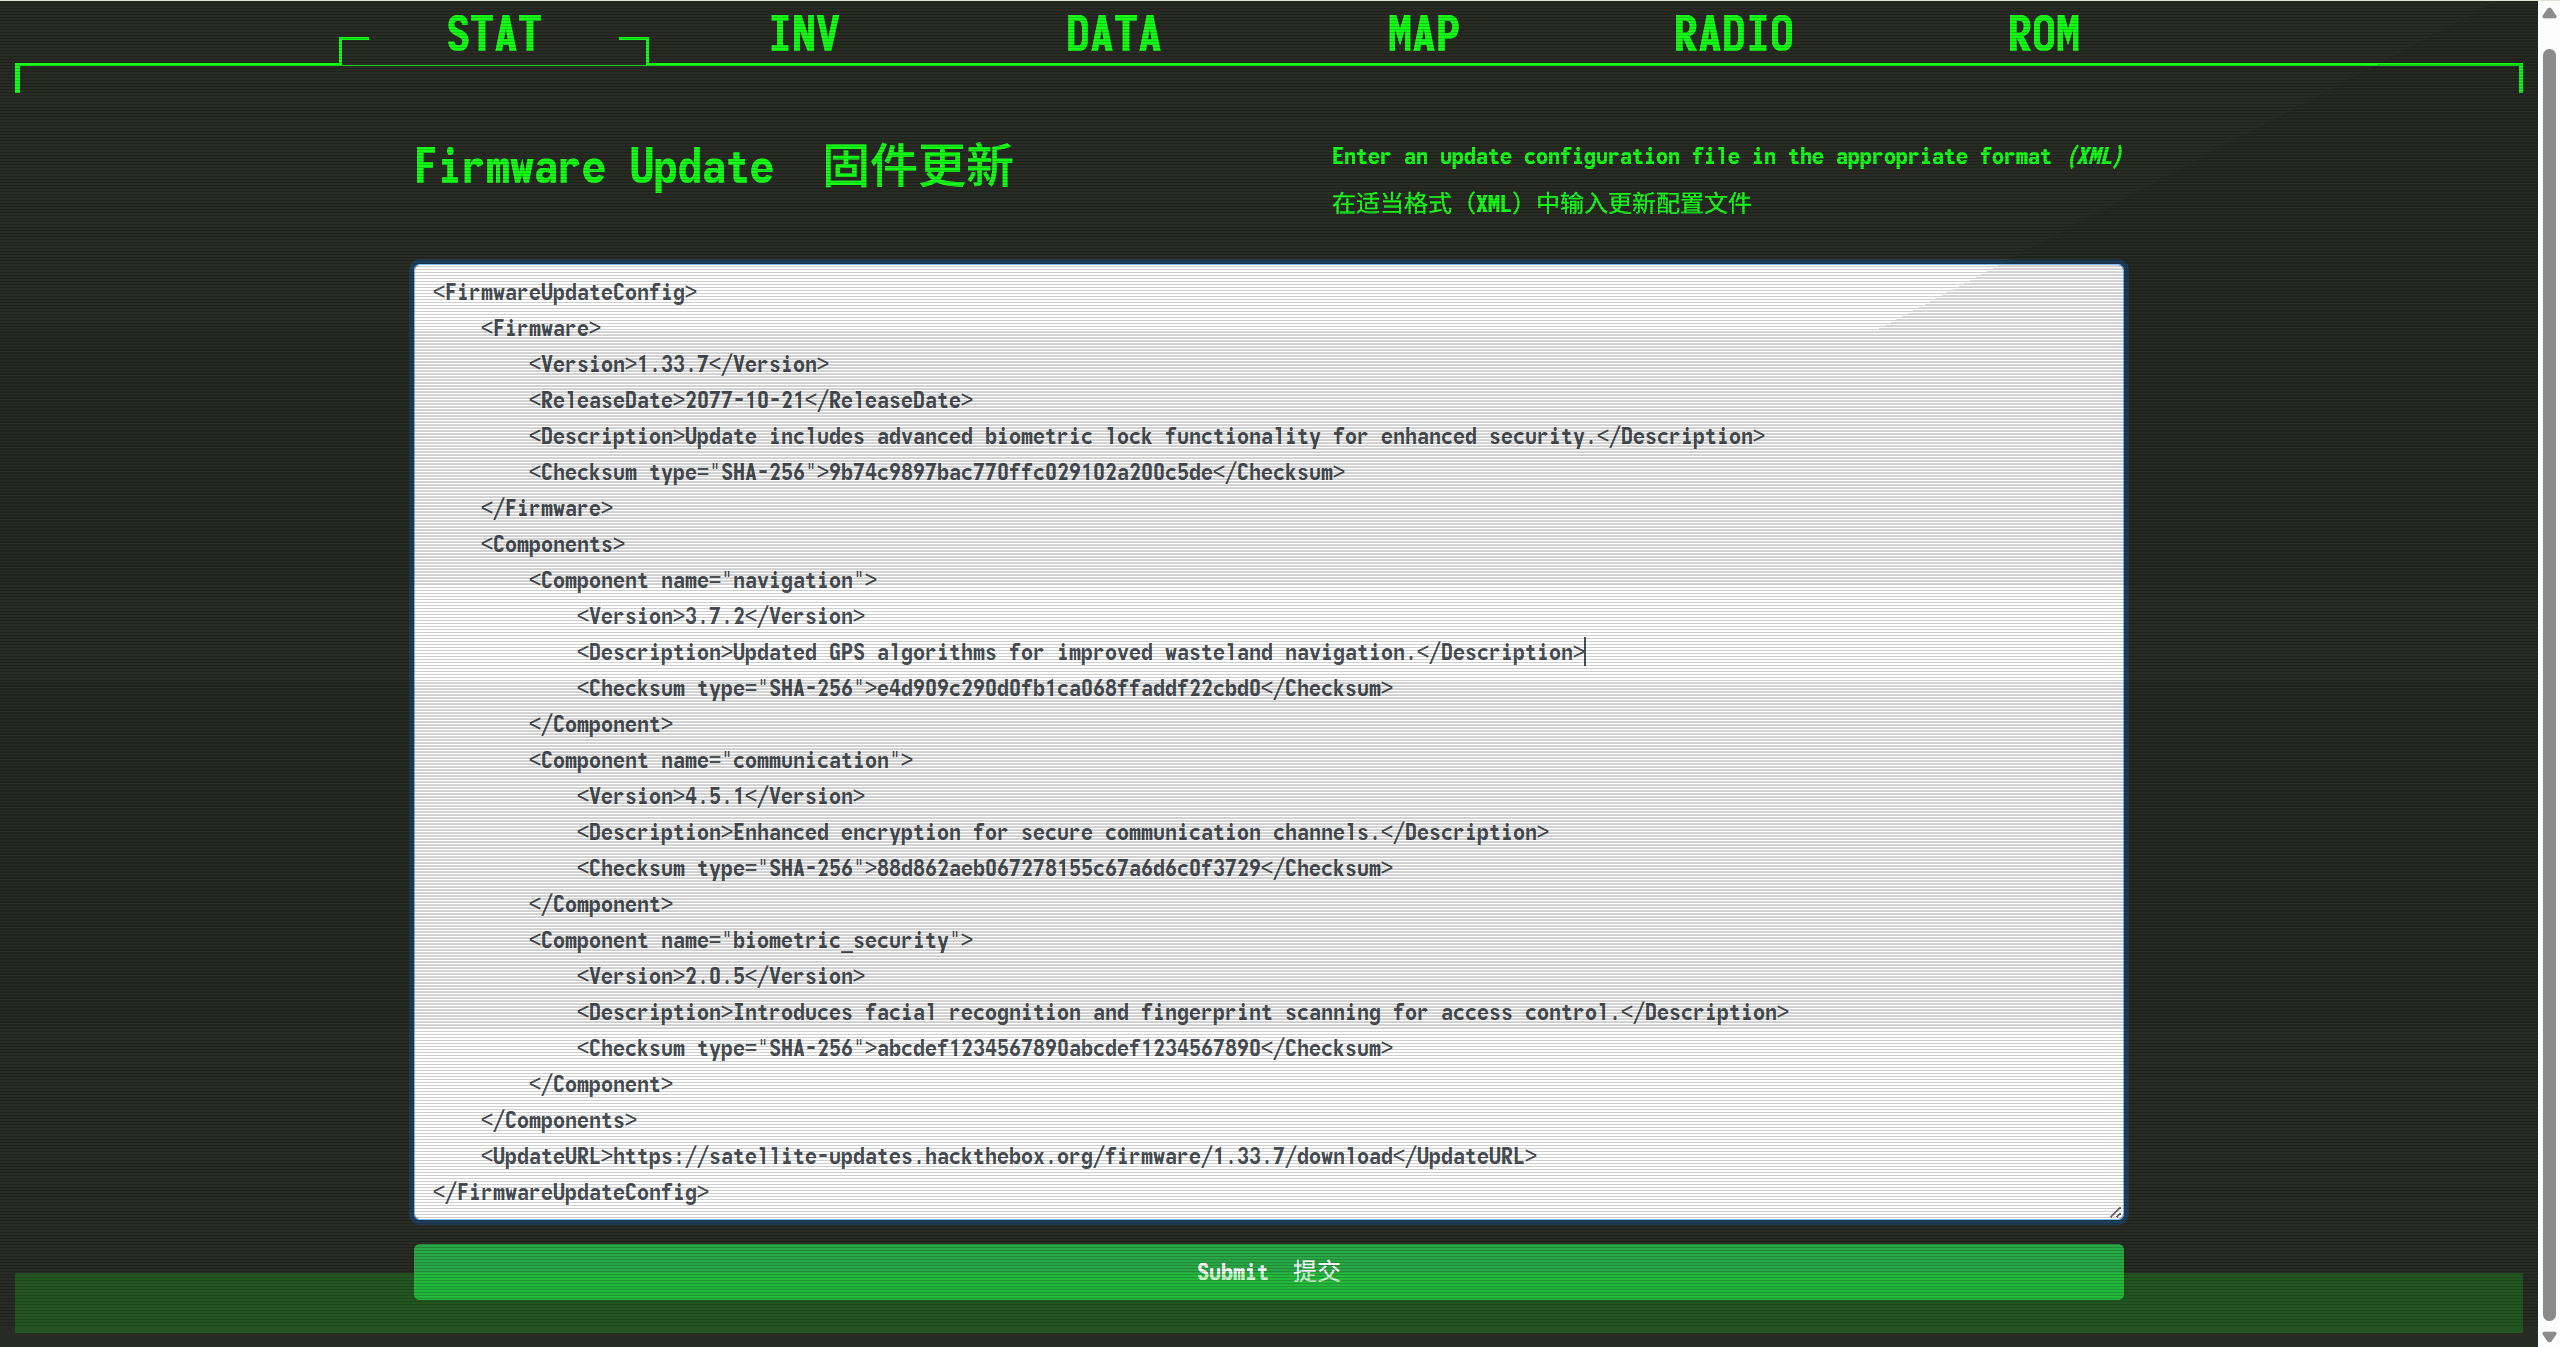 STAT INV DATA MAP RADIO ROM
Firmware Update 固件更新
Enter an update configuration file in the appropriate format (XML)
在适当格式（XML）中输入更新配置文件
<FirmwareUpdateConfig>
    <Firmware>
        <Version>1.33.7</Version>
        <ReleaseDate>2077-10-21</ReleaseDate>
        <Description>Update includes advanced biometric lock functionality for enhanced security.</Description>
        <Checksum type="SHA-256">9b74c9897bac770ffc029102a200c5de</Checksum>
    </Firmware>
    <Components>
        <Component name="navigation">
            <Version>3.7.2</Version>
            <Description>Updated GPS algorithms for improved wasteland navigation.</Description>
            <Checksum type="SHA-256">e4d909c290d0fb1ca068ffaddf22cbd0</Checksum>
        </Component>
        <Component name="communication">
            <Version>4.5.1</Version>
            <Description>Enhanced encryption for secure communication channels.</Description>
            <Checksum type="SHA-256">88d862aeb067278155c67a6d6c0f3729</Checksum>
        </Component>
        <Component name="biometric_security">
            <Version>2.0.5</Version>
            <Description>Introduces facial recognition and fingerprint scanning for access control.</Description>
            <Checksum type="SHA-256">abcdef1234567890abcdef1234567890</Checksum>
        </Component>
    </Components>
    <UpdateURL>https://satellite-updates.hackthebox.org/firmware/1.33.7/download</UpdateURL>
</FirmwareUpdateConfig>
Submit 提交